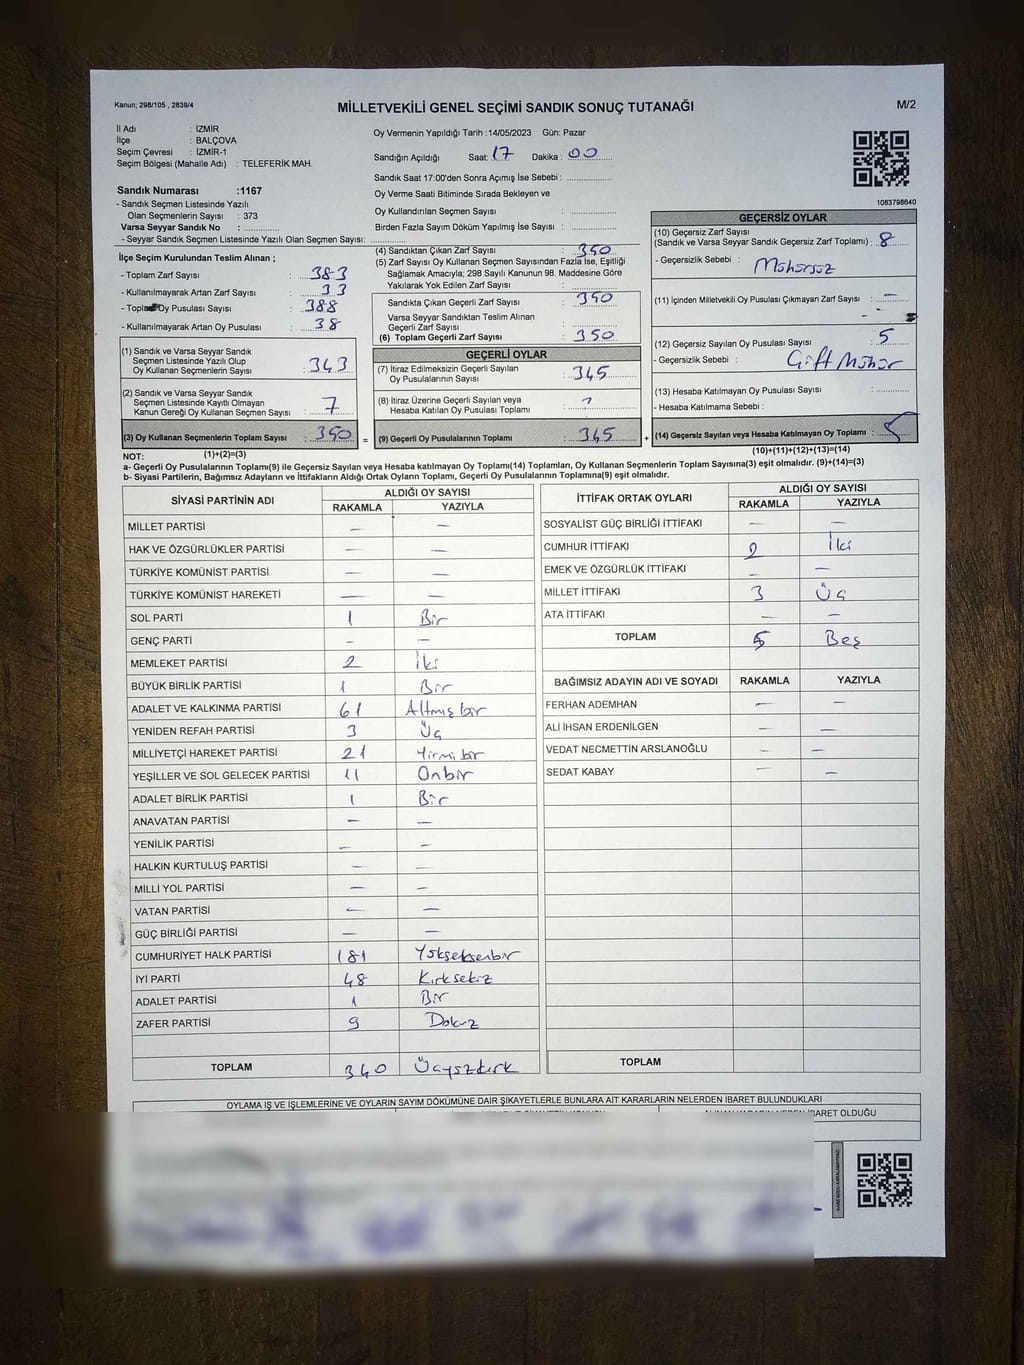 Kanun; 298/105 , 2839/4
MİLLETVEKİLİ GENEL SEÇİMİ SANDIK SONUÇ TUTANAĞI
M/2
İl Adı : İZMİR
İlçe : BALÇOVA
Seçim Çevresi : İZMİR-1
Seçim Bölgesi (Mahalle Adı) : TELEFERİK MAH.
Sandık Numarası :1167
- Sandık Seçmen Listesinde Yazılı
Olan Seçmenlerin Sayısı : 373
Varsa Seyyar Sandık No :
- Seyyar Sandık Seçmen Listesinde Yazılı Olan Seçmen Sayısı:
Oy Vermenin Yapıldığı Tarih :14/05/2023 Gün: Pazar
Sandığın Açıldığı Saat: 17 Dakika : 00
Sandık Saat 17:00'den Sonra Açımış İse Sebebi :
Oy Verme Saati Bitiminde Sırada Bekleyen ve
Oy Kullandırılan Seçmen Sayısı :
Birden Fazla Sayım Döküm Yapılmış İse Sayısı :
1083798640
İlçe Seçim Kurulundan Teslim Alınan ;
- Toplam Zarf Sayısı : 383
- Kullanılmayarak Artan Zarf Sayısı : 33
- Oy Pusulası Sayısı : 388
- Kullanılmayarak Artan Oy Pusulası : 38
(1) Sandık ve Varsa Seyyar Sandık
Seçmen Listesinde Yazılı Olup
Oy Kullanan Seçmenlerin Sayısı : 343
(2) Sandık ve Varsa Seyyar Sandık
Seçmen Listesinde Kayıtlı Olmayan
Kanun Gereği Oy Kullanan Seçmen Sayısı : 7
(3) Oy Kullanan Seçmenlerin Toplam Sayısı : 350 =
(1)+(2)=(3)
(4) Sandıktan Çıkan Zarf Sayısı : 350
(5) Zarf Sayısı Oy Kullanan Seçmen Sayısından Fazla İse, Eşitliği
Sağlamak Amacıyla; 298 Sayılı Kanunun 98. Maddesine Göre
Yakılarak Yok Edilen Zarf Sayısı :
Sandıkta Çıkan Geçerli Zarf Sayısı : 350
Varsa Seyyar Sandıktan Teslim Alınan
Geçerli Zarf Sayısı :
(6) Toplam Geçerli Zarf Sayısı : 350
GEÇERLİ OYLAR
(7) İtiraz Edilmeksizin Geçerli Sayılan
Oy Pusulalarının Sayısı : 345
(8) İtiraz Üzerine Geçerli Sayılan veya
Hesaba Katılan Oy Pusulası Toplamı :
(9) Geçerli Oy Pusulalarının Toplamı : 345 +
GEÇERSİZ OYLAR
(10) Geçersiz Zarf Sayısı
(Sandık ve Varsa Seyyar Sandık Geçersiz Zarf Toplamı) : 8
- Geçersizlik Sebebi : Mühürsüz
(11) İçinden Milletvekili Oy Pusulası Çıkmayan Zarf Sayısı : —
(12) Geçersiz Sayılan Oy Pusulası Sayısı : 5
- Geçersizlik Sebebi : Çift Mühür
(13) Hesaba Katılmayan Oy Pusulası Sayısı :
- Hesaba Katılmama Sebebi :
(14) Geçersiz Sayılan veya Hesaba Katılmayan Oy Toplamı : 5
(10)+(11)+(12)+(13)=(14)
NOT:
a- Geçerli Oy Pusulalarının Toplamı(9) ile Geçersiz Sayılan veya Hesaba katılmayan Oy Toplamı(14) Toplamları, Oy Kullanan Seçmenlerin Toplam Sayısına(3) eşit olmalıdır. (9)+(14)=(3)
b- Siyasi Partilerin, Bağımsız Adayların ve İttifakların Aldığı Ortak Oyların Toplamı, Geçerli Oy Pusulalarının Toplamına(9) eşit olmalıdır.
SİYASİ PARTİNİN ADI ALDIĞI OY SAYISI
RAKAMLA YAZIYLA
MİLLET PARTİSİ — —
HAK VE ÖZGÜRLÜKLER PARTİSİ — —
TÜRKİYE KOMÜNİST PARTİSİ — —
TÜRKİYE KOMÜNİST HAREKETİ — —
SOL PARTİ 1 Bir
GENÇ PARTİ — —
MEMLEKET PARTİSİ 2 İki
BÜYÜK BİRLİK PARTİSİ 1 Bir
ADALET VE KALKINMA PARTİSİ 61 Altmışbir
YENİDEN REFAH PARTİSİ 3 Üç
MİLLİYETÇİ HAREKET PARTİSİ 21 Yirmibir
YEŞİLLER VE SOL GELECEK PARTİSİ 11 Onbir
ADALET BİRLİK PARTİSİ 1 Bir
ANAVATAN PARTİSİ — —
YENİLİK PARTİSİ — —
HALKIN KURTULUŞ PARTİSİ — —
MİLLİ YOL PARTİSİ — —
VATAN PARTİSİ — —
GÜÇ BİRLİĞİ PARTİSİ — —
CUMHURİYET HALK PARTİSİ 181 Yükseksenbir
İYİ PARTİ 48 Kırksekiz
ADALET PARTİSİ 1 Bir
ZAFER PARTİSİ 9 Dokuz
TOPLAM 340 Üçyüzkırk
İTTİFAK ORTAK OYLARI ALDIĞI OY SAYISI
RAKAMLA YAZIYLA
SOSYALİST GÜÇ BİRLİĞİ İTTİFAKI — —
CUMHUR İTTİFAKI 2 İki
EMEK VE ÖZGÜRLÜK İTTİFAKI — —
MİLLET İTTİFAKI 3 Üç
ATA İTTİFAKI — —
TOPLAM 5 Beş
BAĞIMSIZ ADAYIN ADI VE SOYADI RAKAMLA YAZIYLA
FERHAN ADEMHAN — —
ALİ İHSAN ERDENİLGEN — —
VEDAT NECMETTİN ARSLANOĞLU — —
SEDAT KABAY — —
TOPLAM
OYLAMA İŞ VE İŞLEMLERİNE VE OYLARIN SAYIM DÖKÜMÜNE DAİR ŞİKAYETLERLE BUNLARA AİT KARARLARIN NELERDEN İBARET BULUNDUKLARI
İBARET OLDUĞU